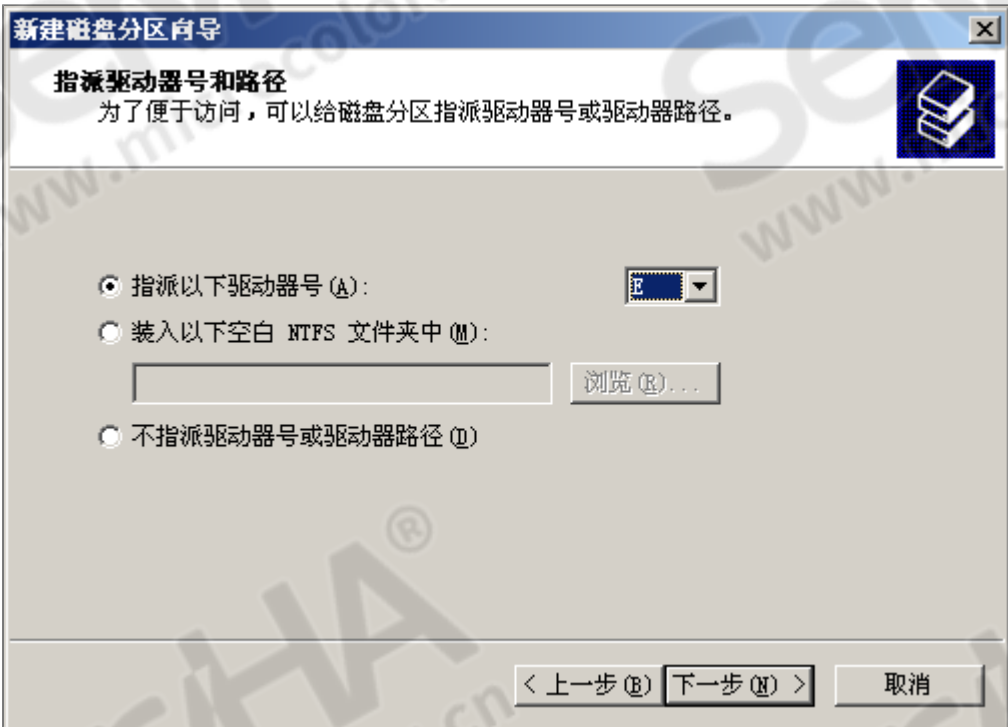 新建磁盘分区向导
指派驱动器号和路径
为了便于访问，可以给磁盘分区指派驱动器号或驱动器路径。
指派以下驱动器号(A): E
装入以下空白 NTFS 文件夹中(M):
浏览(R)...
不指派驱动器号或驱动器路径(D)
< 上一步(B) 下一步(N) > 取消